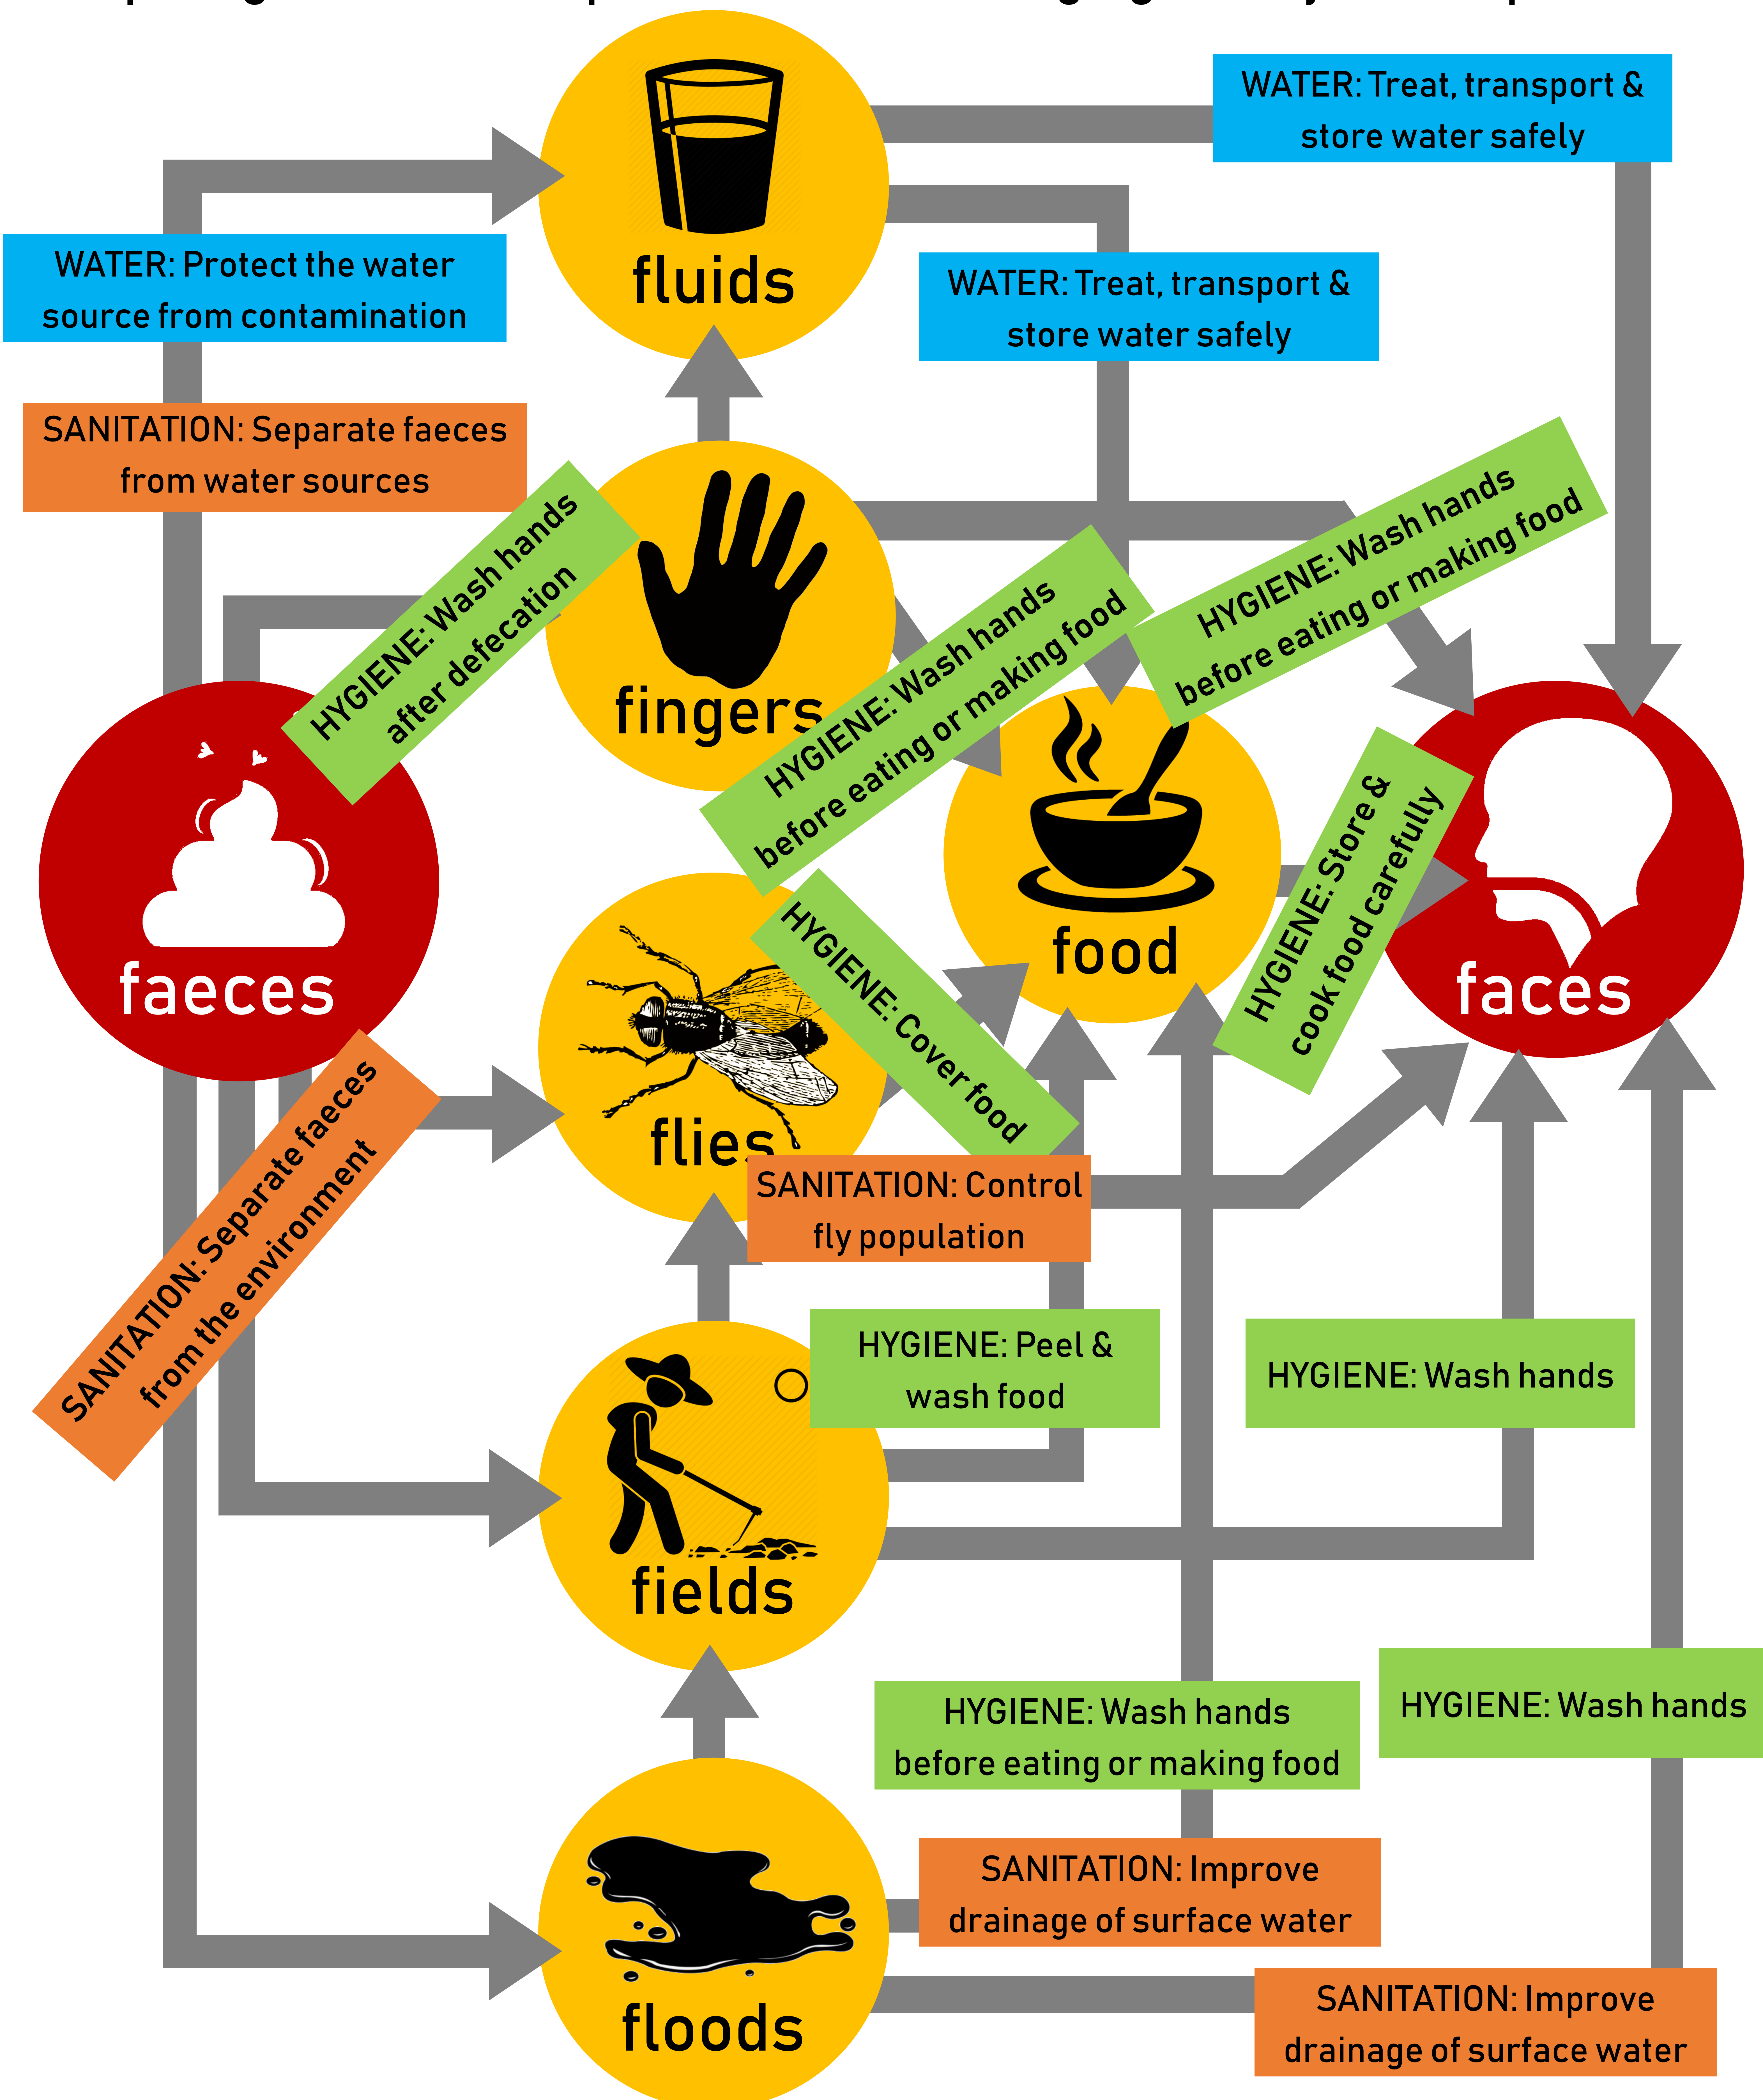 WATER: Treat, transport &
store water safely
fluids
WATER: Protect the water
source from contamination
WATER: Treat, transport &
store water safely
SANITATION: Separate faeces
from water sources
HYGIENE: Wash hands
after defecation
fingers
HYGIENE: Wash hands
before eating or making food
HYGIENE: Wash hands
before eating or making food
faeces
food
HYGIENE: Store &
cook food carefully
faces
HYGIENE: Cover food
flies
SANITATION: Separate faeces
from the environment
SANITATION: Control
fly population
HYGIENE: Peel &
wash food
HYGIENE: Wash hands
fields
HYGIENE: Wash hands
before eating or making food
HYGIENE: Wash hands
SANITATION: Improve
drainage of surface water
floods
SANITATION: Improve
drainage of surface water